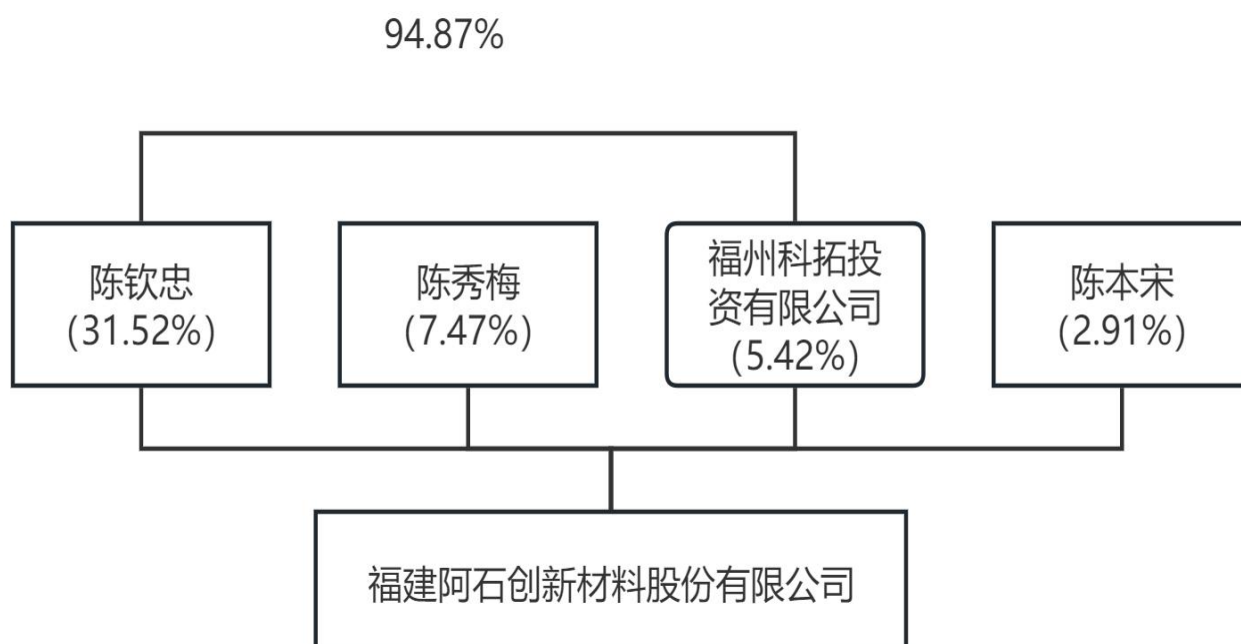 94.87%
陈钦忠
(31.52%)
陈秀梅
(7.47%)
福州科拓投
资有限公司
(5.42%)
陈本宋
(2.91%)
福建阿石创新材料股份有限公司